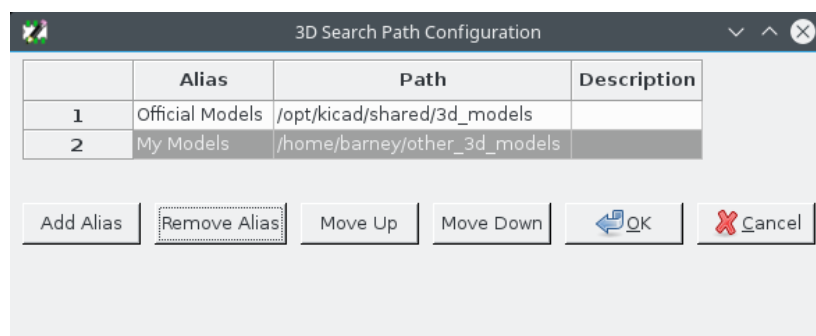 3D Search Path Configuration
Alias Path Description
1 Official Models /opt/kicad/shared/3d_models
2 My Models /home/barney/other_3d_models
Add Alias Remove Alias Move Up Move Down OK Cancel